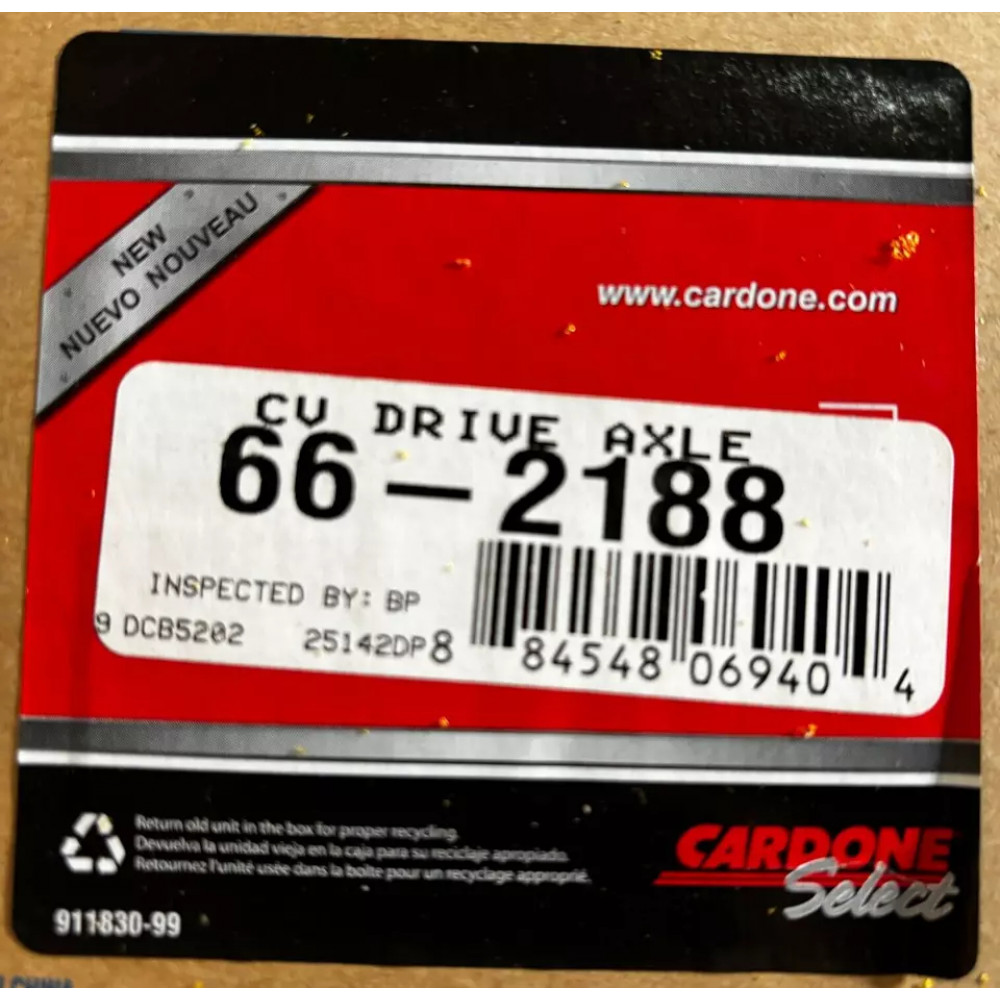 NEW
NUEVO NOUVEAU
www.cardone.com
CV DRIVE AXLE
66-2188
INSPECTED BY: BP
9 DCB5202 25142DP
8 84548 06940 4
Return old unit in the box for proper recycling.
Devuelva la unidad vieja en la caja para su reciclaje apropiado.
Retournez l'unité usée dans la boîte pour un recyclage approprié.
CARDONE
Select
911830-99
CHINA